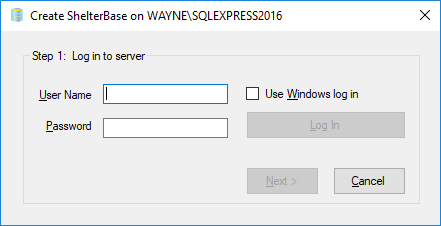 Create ShelterBase on WAYNE\SQLEXPRESS2016
Step 1: Log in to server
User Name
Use Windows log in
Password
Log In
Next >
Cancel